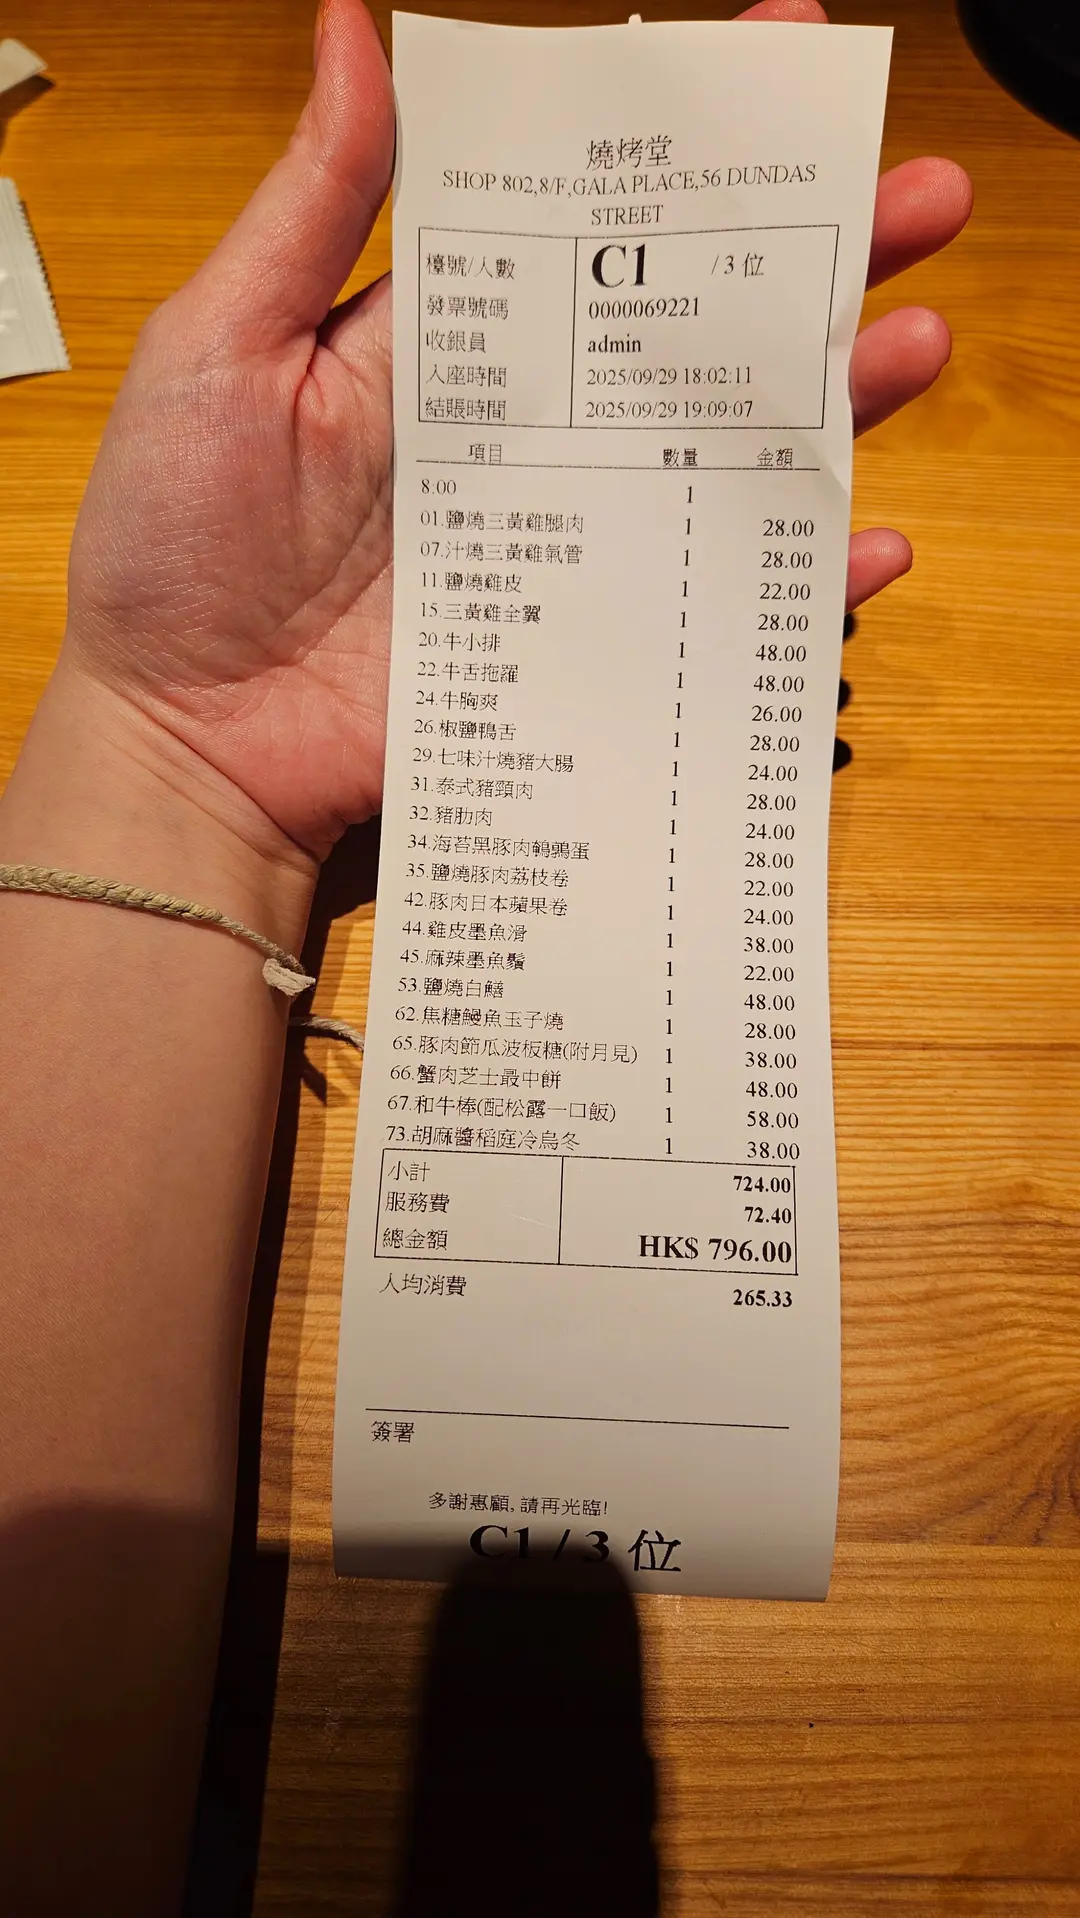 燒烤堂
SHOP 802,8/F,GALA PLACE,56 DUNDAS
STREET
檯號/人數 C1 /3 位
發票號碼 0000069221
收銀員 admin
入座時間 2025/09/29 18:02:11
結賬時間 2025/09/29 19:09:07
項目 數量 金額
8:00 1
01.鹽燒三黃雞腿肉 1 28.00
07.汁燒三黃雞氣管 1 28.00
11.鹽燒雞皮 1 22.00
15.三黃雞全翼 1 28.00
20.牛小排 1 48.00
22.牛舌拖羅 1 48.00
24.牛胸爽 1 26.00
26.椒鹽鴨舌 1 28.00
29.七味汁燒豬大腸 1 24.00
31.泰式豬頸肉 1 28.00
32.豬肋肉 1 24.00
34.海苔黑豚肉鵪鶉蛋 1 28.00
35.鹽燒豚肉荔枝卷 1 22.00
42.豚肉日本蘋果卷 1 24.00
44.雞皮墨魚滑 1 38.00
45.麻辣墨魚鬚 1 22.00
53.鹽燒白鱔 1 48.00
62.焦糖鰻魚玉子燒 1 28.00
65.豚肉節瓜波板糖(附月見) 1 38.00
66.蟹肉芝士最中餅 1 48.00
67.和牛棒(配松露一口飯) 1 58.00
73.胡麻醬稻庭冷烏冬 1 38.00
小計 724.00
服務費 72.40
總金額 HK$ 796.00
人均消費 265.33
簽署
多謝惠顧, 請再光臨!
C1 / 3 位